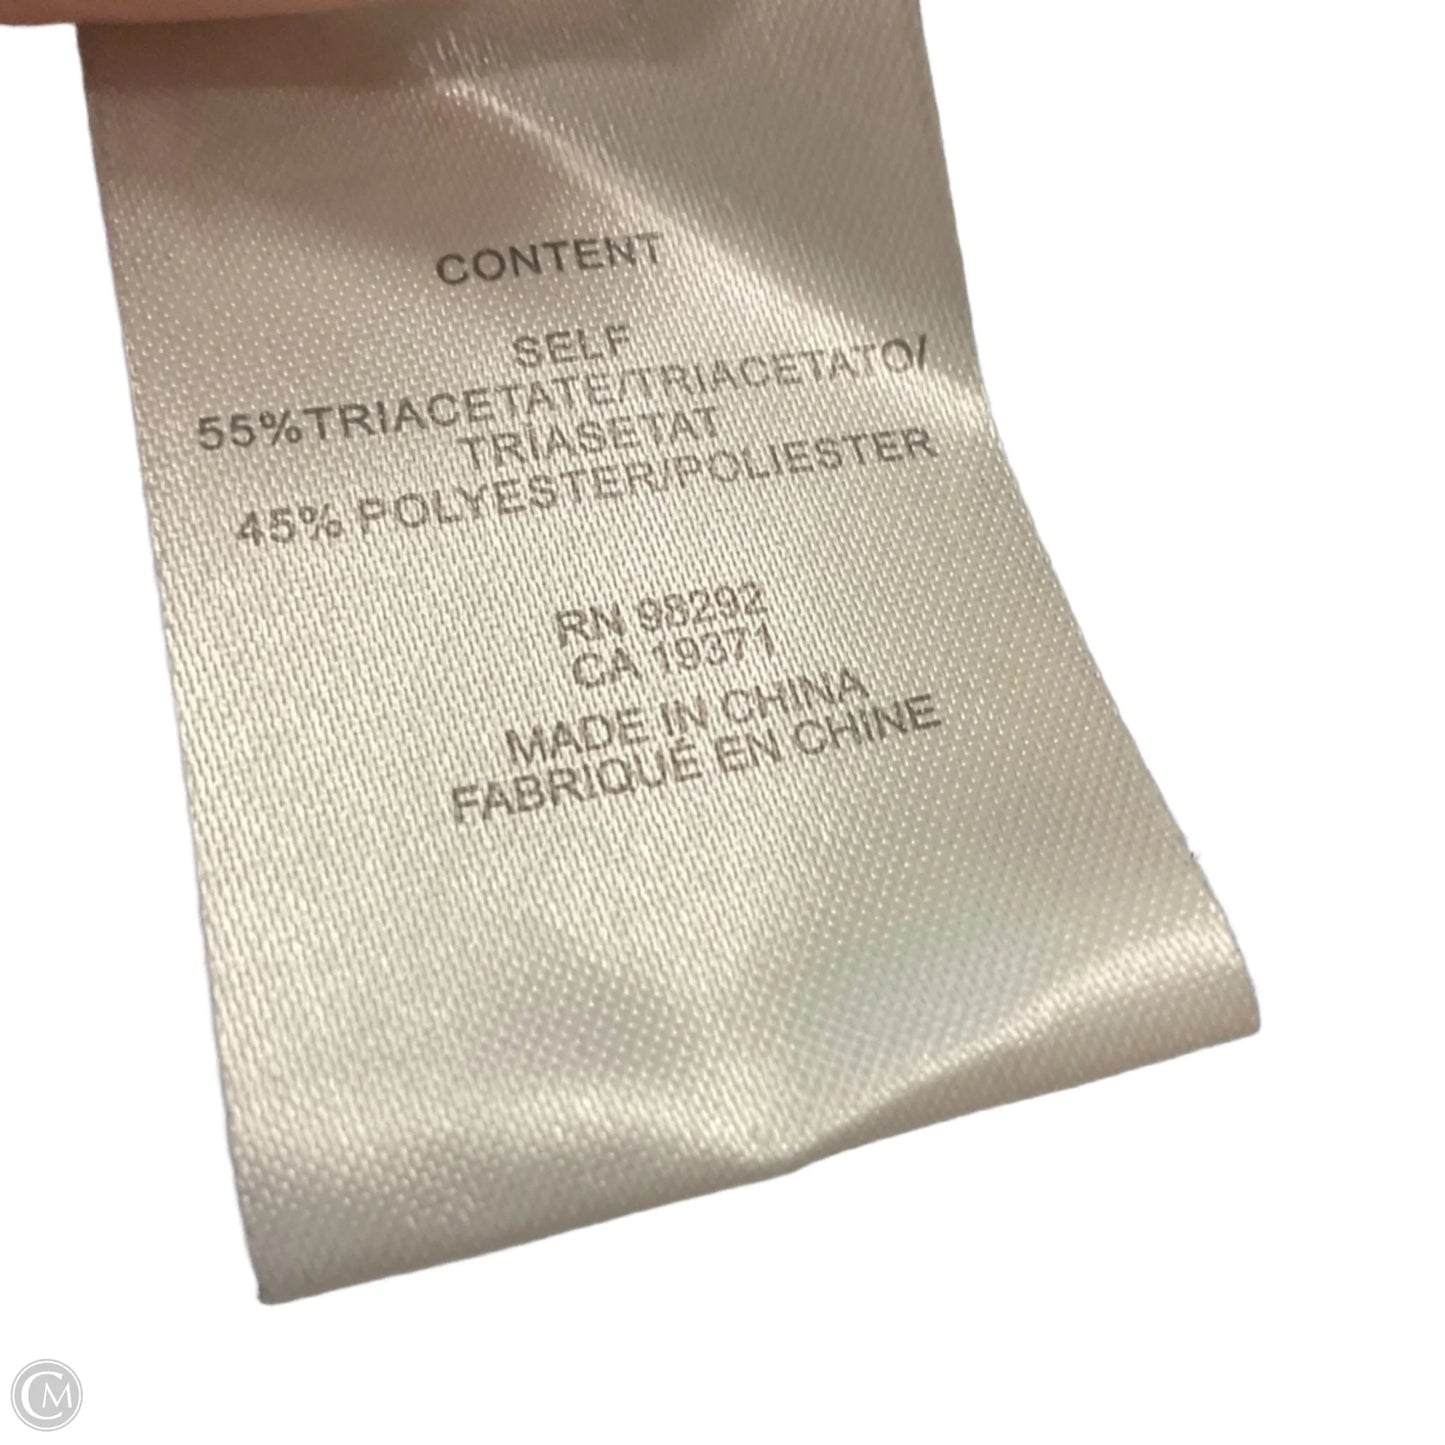 CONTENT
SELF
55%TRIACETATE/TRIACETATO/
TRIASETAT
45% POLYESTER/POLIESTER
RN 98292
CA 19371
MADE IN CHINA
FABRIQUÉ EN CHINE
CM